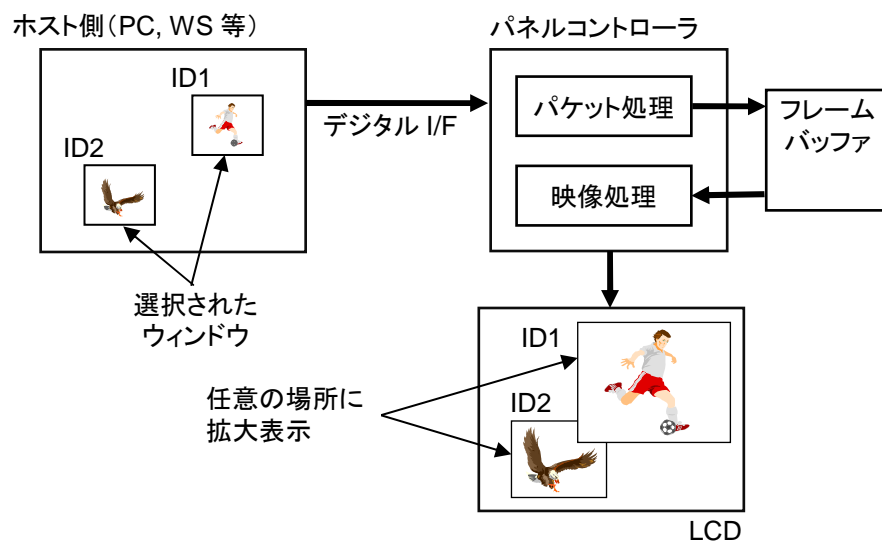 ホスト側(PC, WS 等)
ID1
ID2
選択された
ウィンドウ
デジタル I/F
パネルコントローラ
パケット処理
映像処理
フレーム
バッファ
ID1
ID2
任意の場所に
拡大表示
LCD